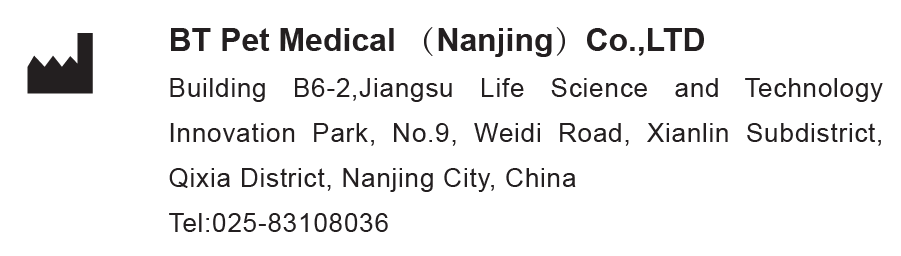 BT Pet Medical （Nanjing）Co.,LTD
Building B6-2,Jiangsu Life Science and Technology
Innovation Park, No.9, Weidi Road, Xianlin Subdistrict,
Qixia District, Nanjing City, China
Tel:025-83108036